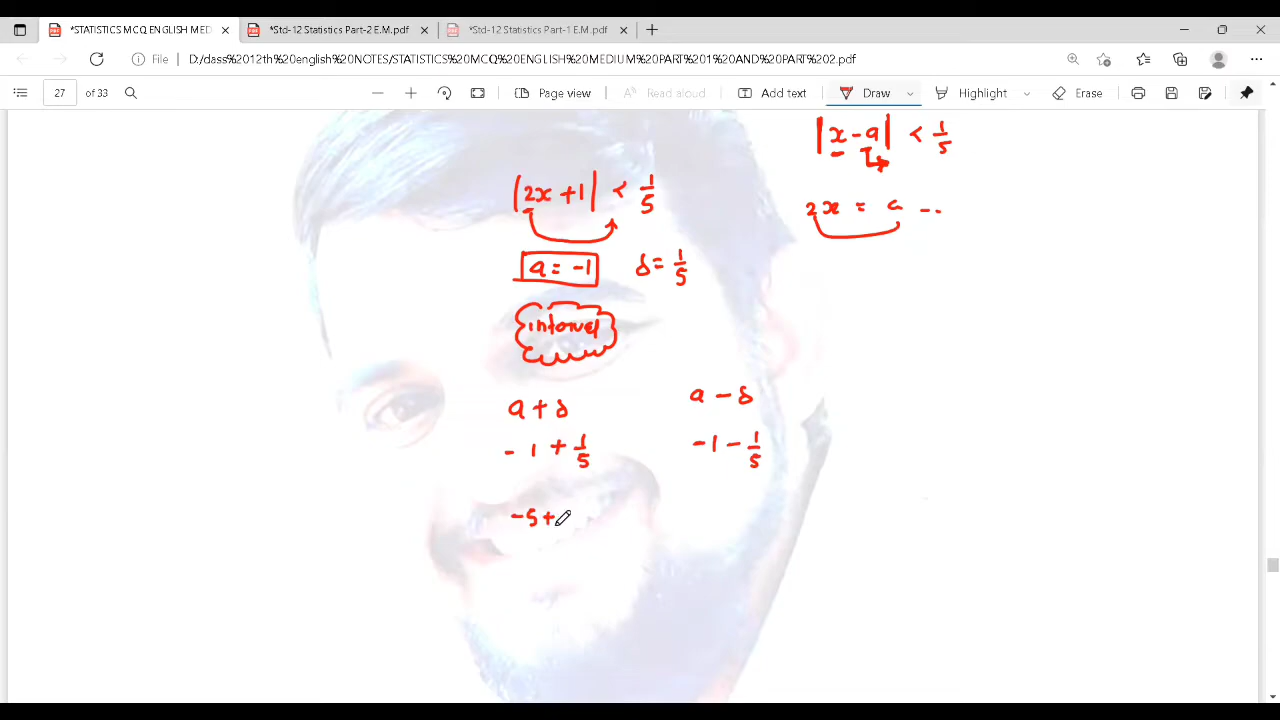 *STATISTICS MCQ ENGLISH MED
*Std-12 Statistics Part-2 E.M.pdf
*Std-12 Statistics Part-1 E.M.pdf
File
D:/class%2012th%20english%20NOTES/STATISTICS%20MCQ%20ENGLISH%20MEDIUM%20PART%201%20AND%20PART%202.pdf
27 of 33
Page view
Read aloud
Add text
Draw
Highlight
Erase
|x - a| < 1/5
|2x + 1| < 1/5
2x = a --
a = -1
δ = 1/5
interval
a + δ
a - δ
- 1 + 1/5
-1 - 1/5
-5+